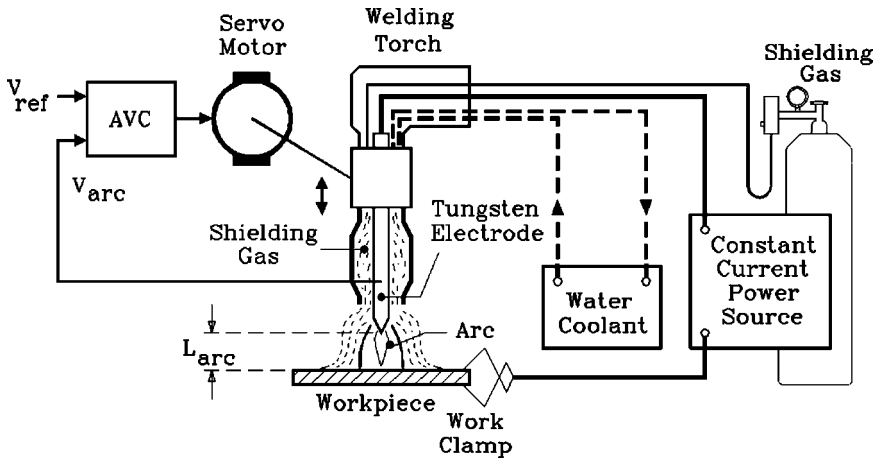 Servo
Motor
Welding
Torch
Shielding
Gas
V ref
AVC
V arc
Shielding
Gas
Tungsten
Electrode
Constant
Current
Power
Source
Water
Coolant
Arc
L arc
Workpiece
Work
Clamp